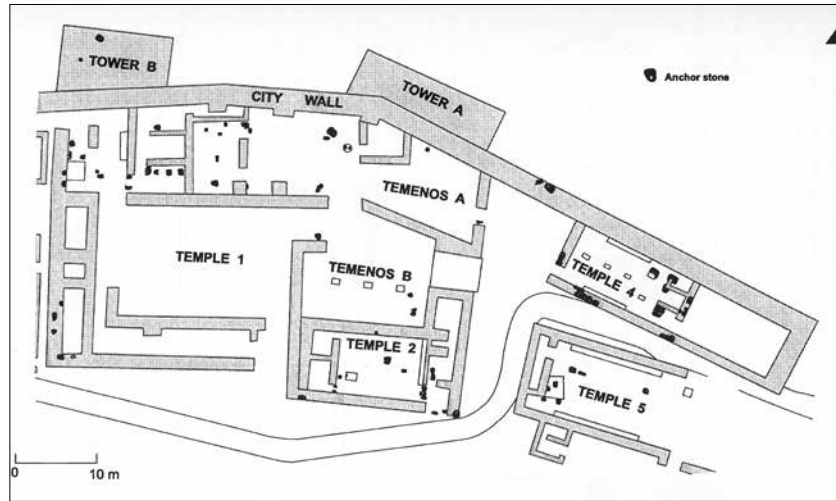 TOWER B
CITY WALL
TOWER A
Anchor stone
TEMENOS A
TEMPLE 1
TEMENOS B
TEMPLE 4
TEMPLE 2
TEMPLE 5
0 10 m